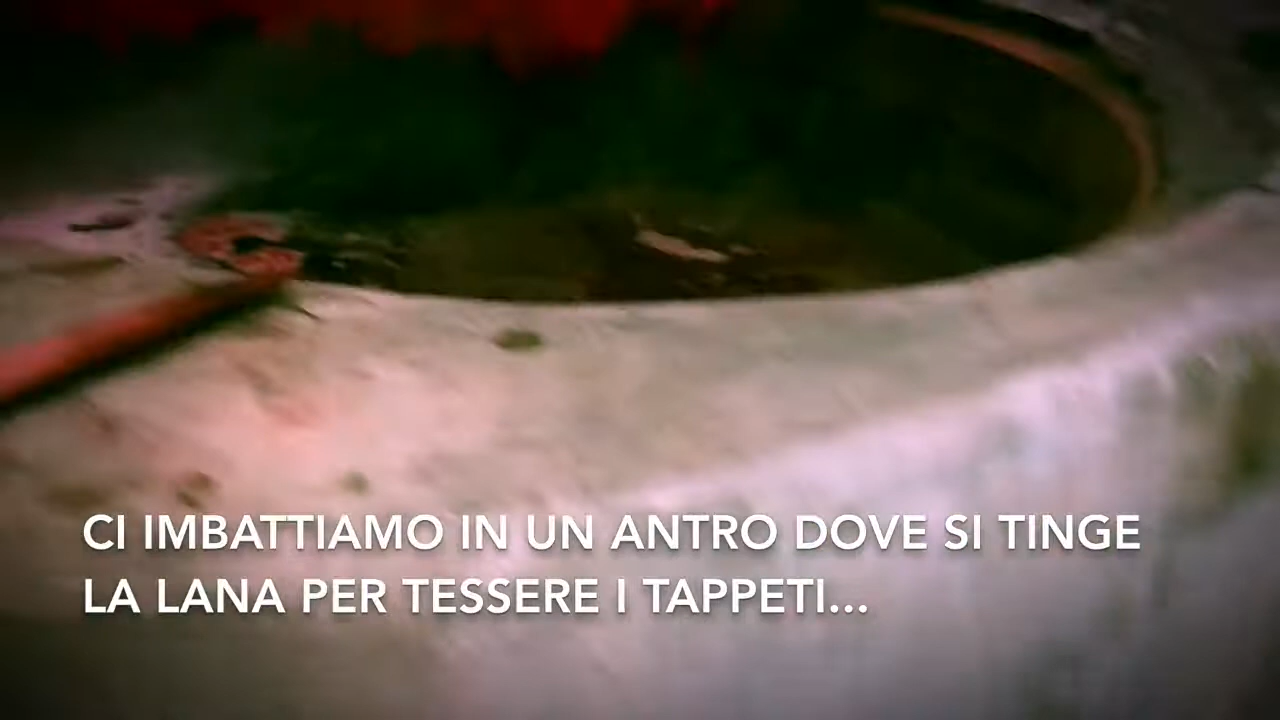 CI IMBATTIAMO IN UN ANTRO DOVE SI TINGE
LA LANA PER TESSERE I TAPPETI...